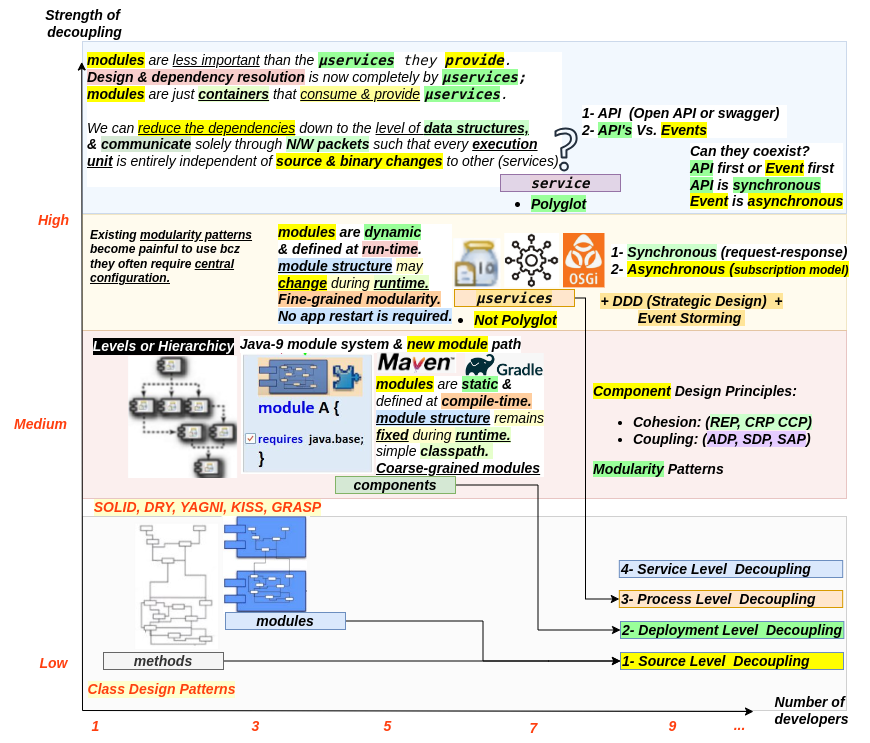 Strength of
decoupling
modules are less important than the µservices they provide.
Design & dependency resolution is now completely by µservices;
modules are just containers that consume & provide µservices.
We can reduce the dependencies down to the level of data structures,
& communicate solely through N/W packets such that every execution
unit is entirely independent of source & binary changes to other (services)
?
service
• Polyglot
1- API (Open API or swagger)
2- API's Vs. Events
Can they coexist?
API first or Event first
API is synchronous
Event is asynchronous
High
Existing modularity patterns
become painful to use bcz
they often require central
configuration.
modules are dynamic
& defined at run-time.
module structure may
change during runtime.
Fine-grained modularity.
No app restart is required.
OSGi
µservices
• Not Polyglot
1- Synchronous (request-response)
2- Asynchronous (subscription model)
+ DDD (Strategic Design) +
Event Storming
Levels or Hierarchicy
Java-9 module system & new module path
module A {
requires java.base;
}
Maven™
Gradle
modules are static &
defined at compile-time.
module structure remains
fixed during runtime.
simple classpath.
Coarse-grained modules
components
Component Design Principles:
• Cohesion: (REP, CRP CCP)
• Coupling: (ADP, SDP, SAP)
Modularity Patterns
Medium
SOLID, DRY, YAGNI, KISS, GRASP
modules
methods
Class Design Patterns
4- Service Level Decoupling
3- Process Level Decoupling
2- Deployment Level Decoupling
1- Source Level Decoupling
Low
Number of
developers
1 3 5 7 9 ...